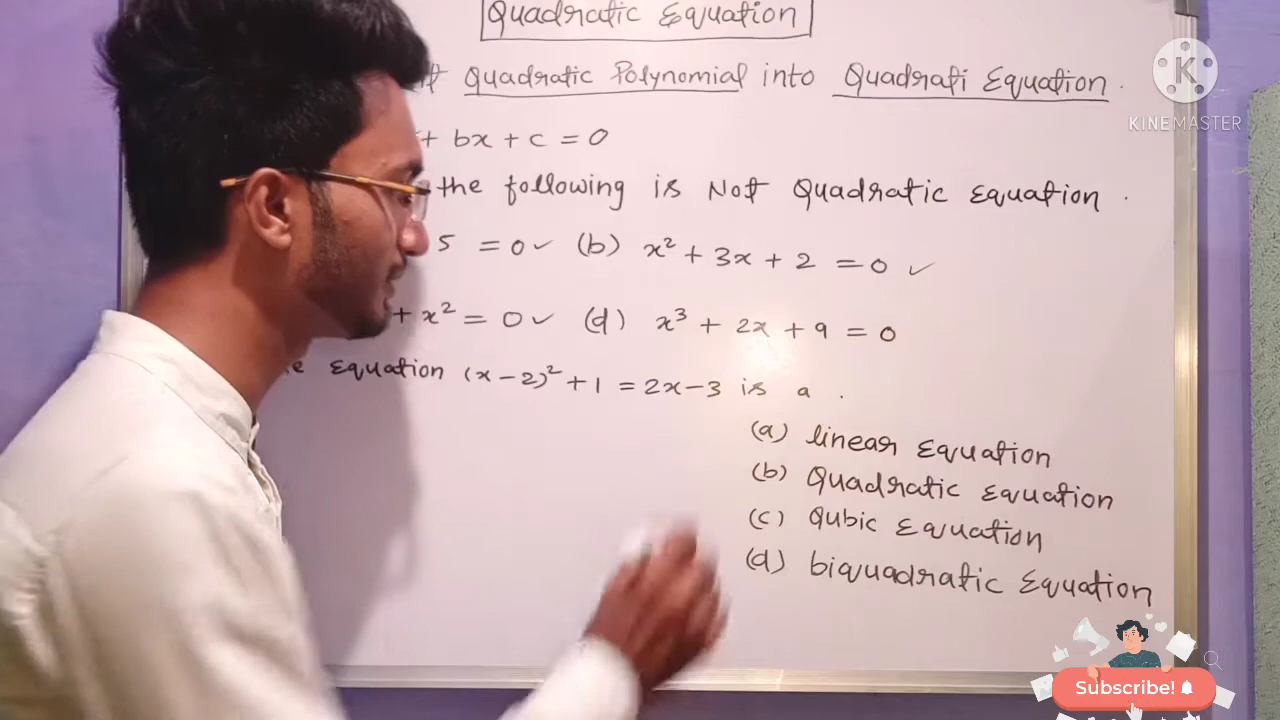 Quadratic Equation
Quadratic Polynomial into Quadrati Equation.
+ bx + c = 0
the following is Not Quadratic Equation.
5 = 0 ✓ (b) x² + 3x + 2 = 0 ✓
+ x² = 0 ✓ (d) x³ + 2x + 9 = 0
Equation (x-2)² + 1 = 2x-3 is a .
(a) linear Equation
(b) Quadratic Equation
(c) Qubic Equation
(d) biquadratic Equation
K
KINEMASTER
Subscribe!